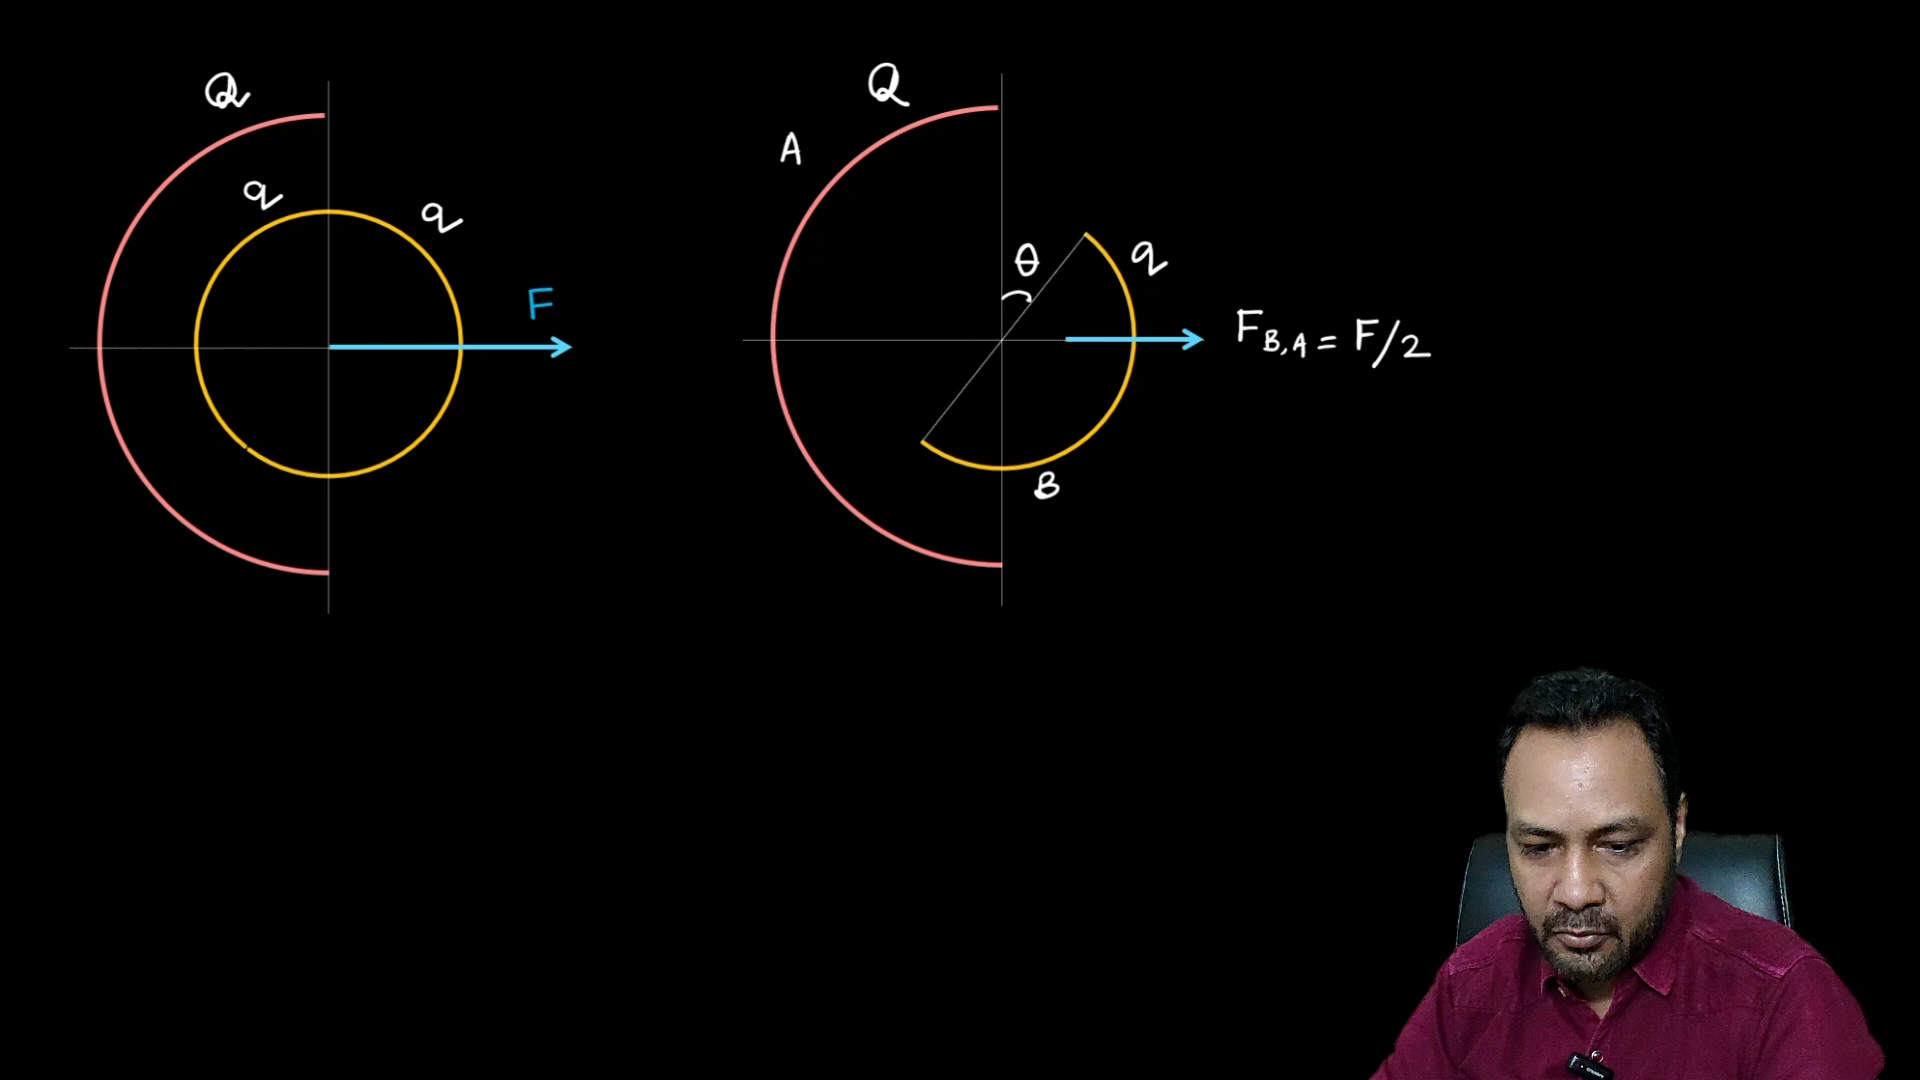 Q
q
q
F
Q
A
θ
q
B
F_{B,A} = F/2